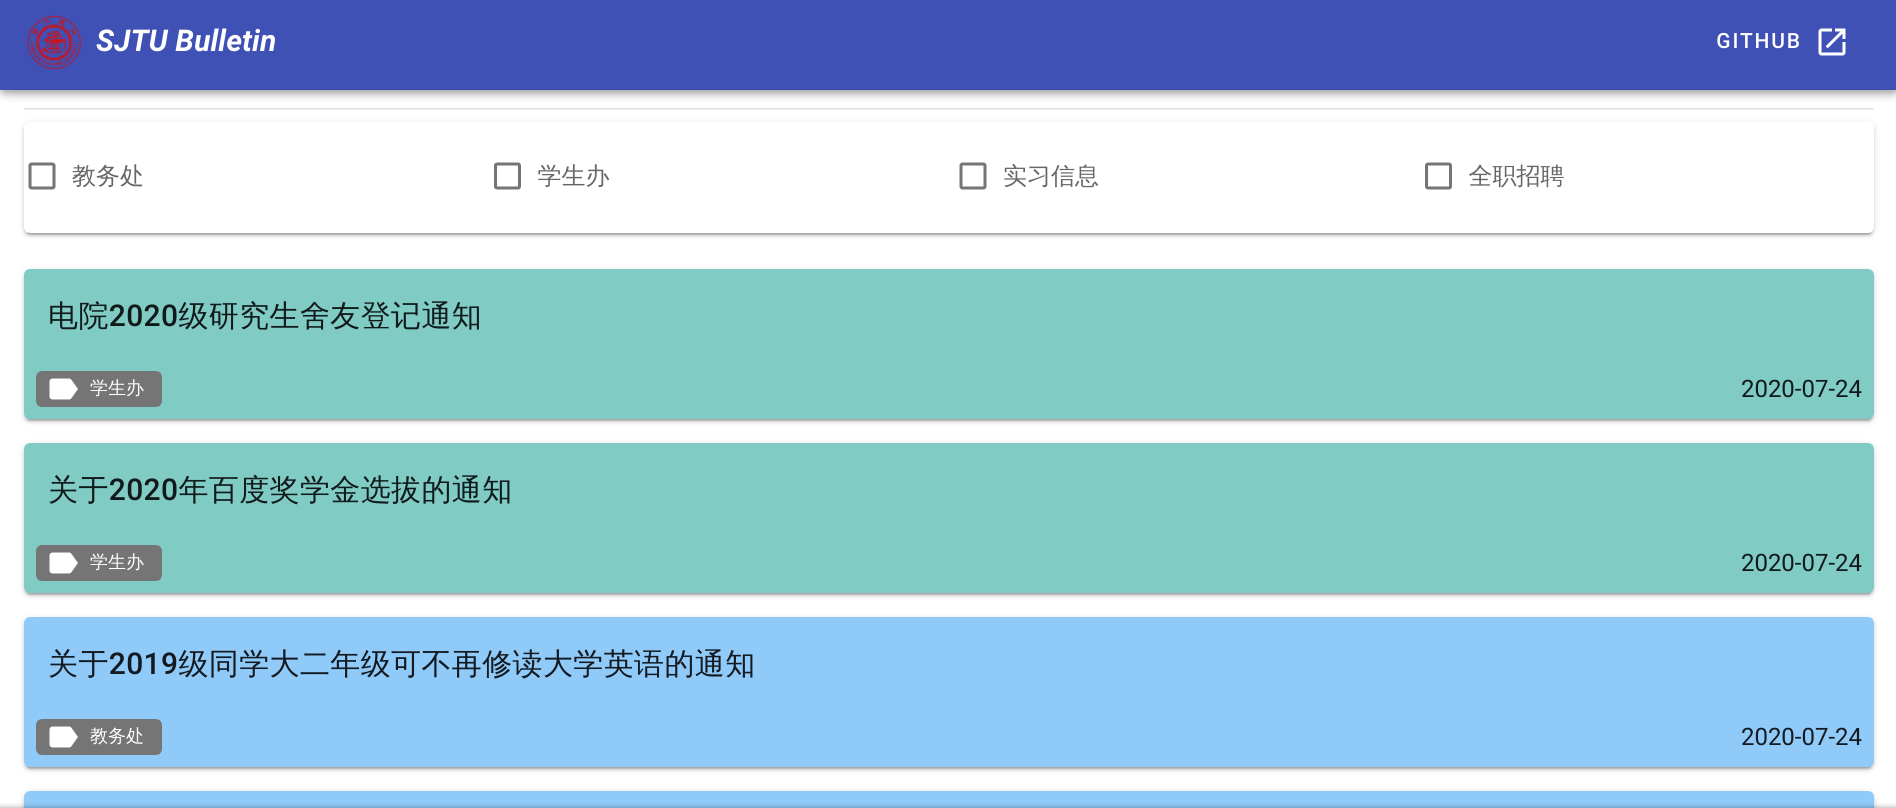 SJTU Bulletin
GITHUB
教务处
学生办
实习信息
全职招聘
电院2020级研究生舍友登记通知
学生办
2020-07-24
关于2020年百度奖学金选拔的通知
学生办
2020-07-24
关于2019级同学大二年级可不再修读大学英语的通知
教务处
2020-07-24